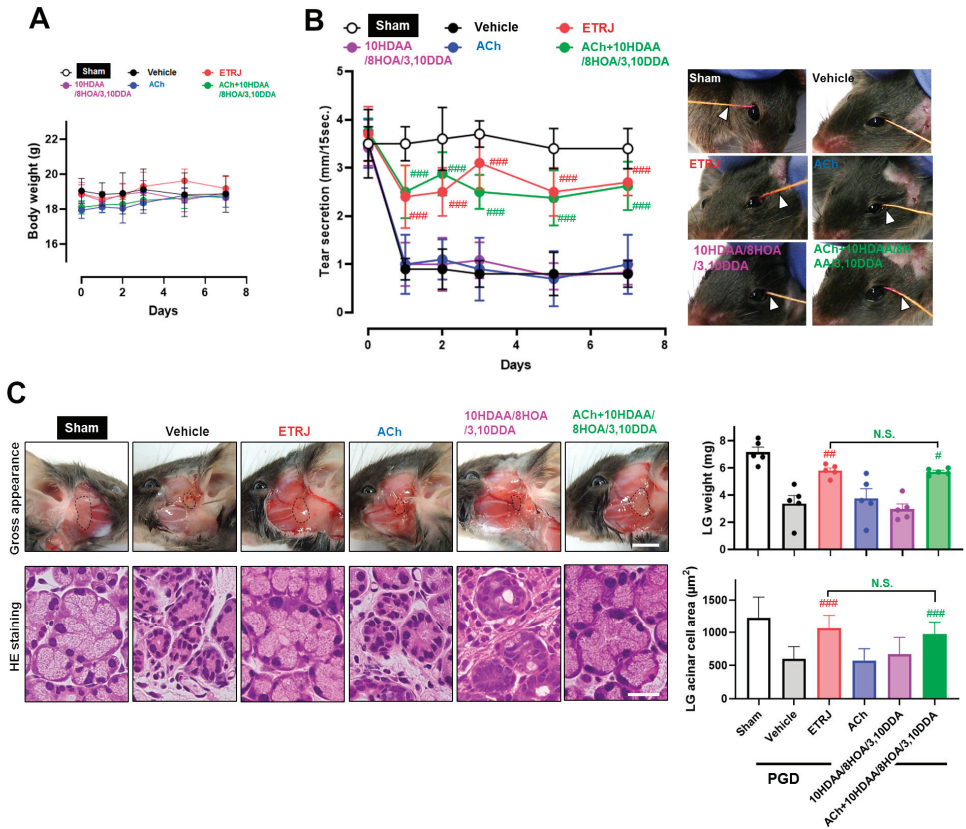 A
Sham
Vehicle
ETRJ
10HDAA
/8HOA/3,10DDA
ACh
ACh+10HDAA
/8HOA/3,10DDA
Body weight (g)
22
20
18
16
0
2
4
6
8
Days
B
Sham
Vehicle
ETRJ
10HDAA
/8HOA/3,10DDA
ACh
ACh+10HDAA
/8HOA/3,10DDA
Tear secretion (mm/15sec.)
5
4
3
2
1
0
###
###
###
###
###
###
###
###
###
###
0
2
4
6
8
Days
Sham
Vehicle
ETRJ
ACh
10HDAA/8HOA
/3,10DDA
ACh+10HDAA/8H
AA/3,10DDA
C
Sham
Vehicle
ETRJ
ACh
10HDAA/8HOA
/3,10DDA
ACh+10HDAA/
8HOA/3,10DDA
Gross appearance
HE staining
LG weight (mg)
8
6
4
2
0
##
N.S.
#
LG acinar cell area (µm²)
1500
1000
500
0
###
N.S.
###
Sham
Vehicle
ETRJ
ACh
10HDAA/8HOA/3,10DDA
ACh+10HDAA/8HOA/3,10DDA
PGD